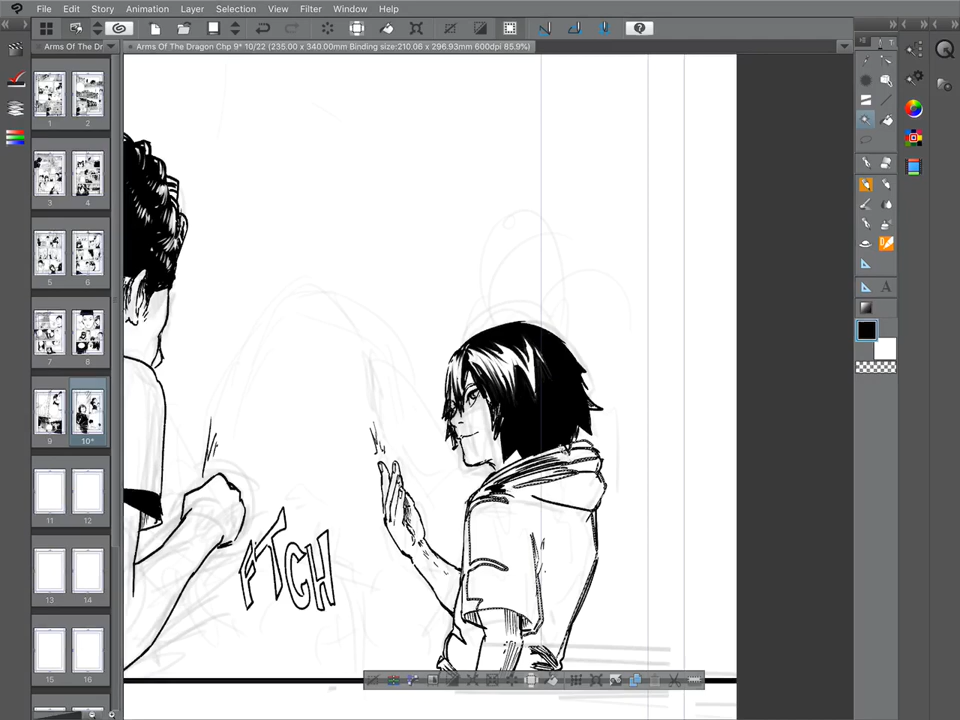 File Edit Story Animation Layer Selection View Filter Window Help
Arms Of The Dr
Arms Of The Dragon Chp 9* 10/22 (235.00 x 340.00mm Binding size:210.06 x 296.93mm 600dpi 85.9%)
T
1 2
3 4
5 6
7 8
9 10*
11 12
13 14
15 16
A
FTCH